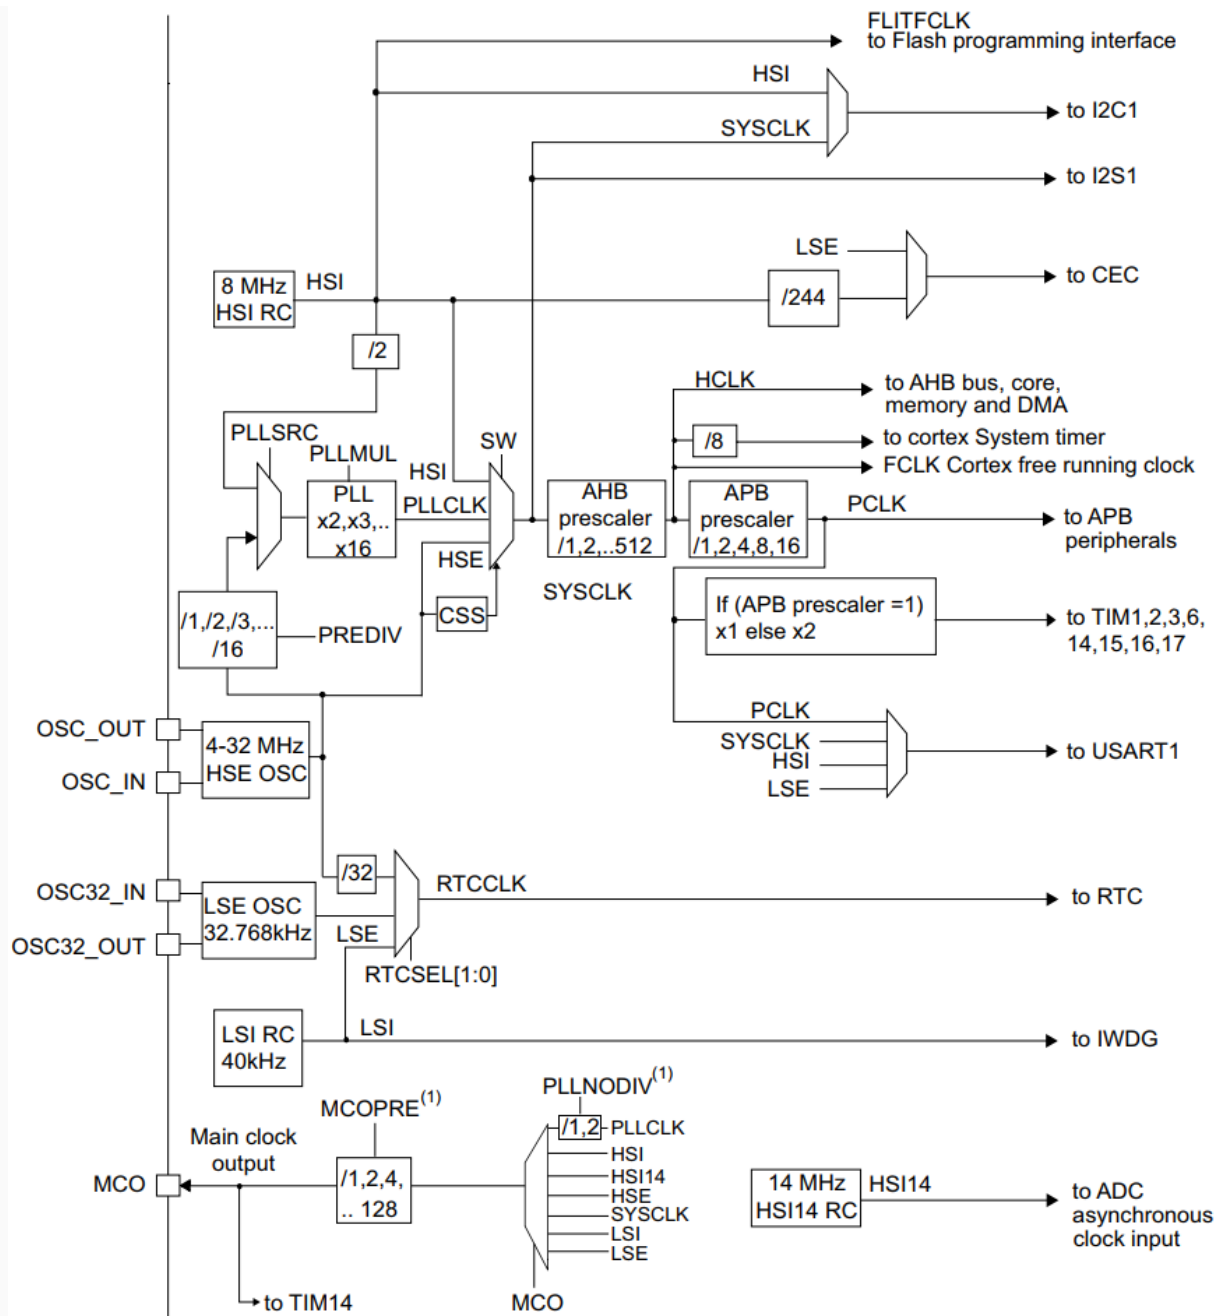 FLITFCLK
to Flash programming interface
HSI
to I2C1
SYSCLK
to I2S1
LSE
to CEC
/244
8 MHz
HSI RC
HSI
/2
HCLK
to AHB bus, core,
memory and DMA
/8
to cortex System timer
FCLK Cortex free running clock
PLLSRC
PLLMUL
SW
HSI
PLL
x2,x3,..
x16
PLLCLK
HSE
AHB
prescaler
/1,2,..512
APB
prescaler
/1,2,4,8,16
PCLK
to APB
peripherals
SYSCLK
CSS
/1,/2,/3,...
/16
PREDIV
If (APB prescaler =1)
x1 else x2
to TIM1,2,3,6,
14,15,16,17
OSC_OUT
OSC_IN
4-32 MHz
HSE OSC
PCLK
SYSCLK
HSI
LSE
to USART1
/32
RTCCLK
to RTC
OSC32_IN
OSC32_OUT
LSE OSC
32.768kHz
LSE
RTCSEL[1:0]
LSI RC
40kHz
LSI
to IWDG
PLLNODIV(1)
MCOPRE(1)
/1,2
PLLCLK
HSI
HSI14
HSE
SYSCLK
LSI
LSE
Main clock
output
MCO
/1,2,4,
.. 128
14 MHz
HSI14 RC
HSI14
to ADC
asynchronous
clock input
to TIM14
MCO